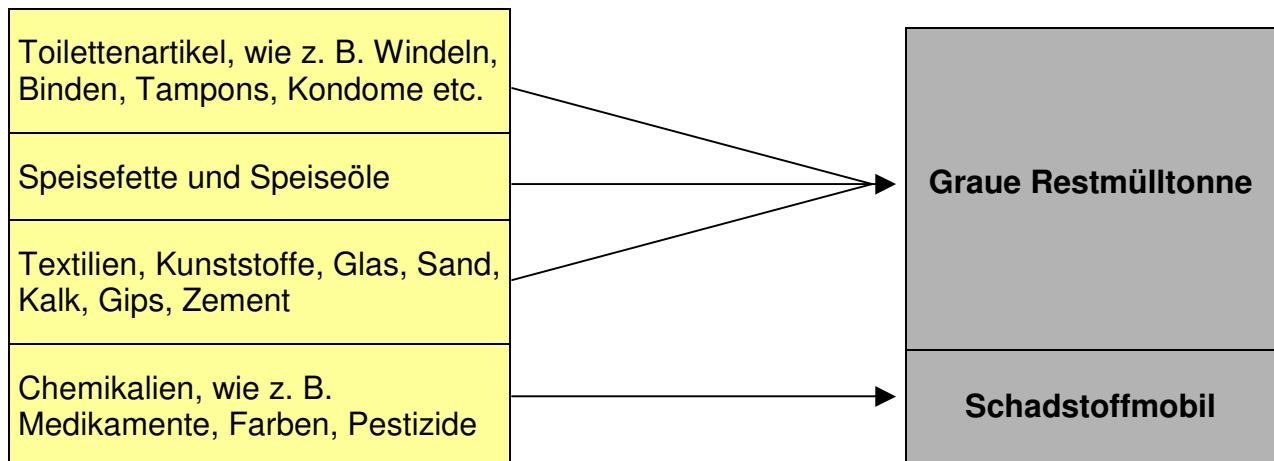 Toilettenartikel, wie z. B. Windeln,
Binden, Tampons, Kondome etc.
Speisefette und Speiseöle
Textilien, Kunststoffe, Glas, Sand,
Kalk, Gips, Zement
Chemikalien, wie z. B.
Medikamente, Farben, Pestizide
Graue Restmülltonne
Schadstoffmobil